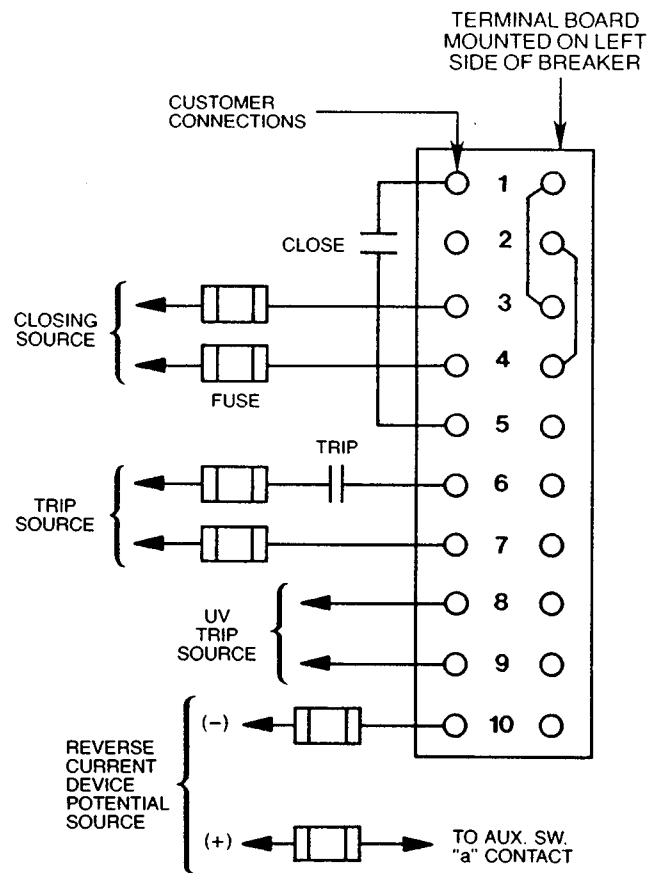 TERMINAL BOARD
MOUNTED ON LEFT
SIDE OF BREAKER
CUSTOMER
CONNECTIONS
1
CLOSE
2
3
CLOSING
SOURCE
4
FUSE
5
TRIP
6
TRIP
SOURCE
7
8
UV
TRIP
SOURCE
9
(-)
10
REVERSE
CURRENT
DEVICE
POTENTIAL
SOURCE
(+)
TO AUX. SW.
"a" CONTACT